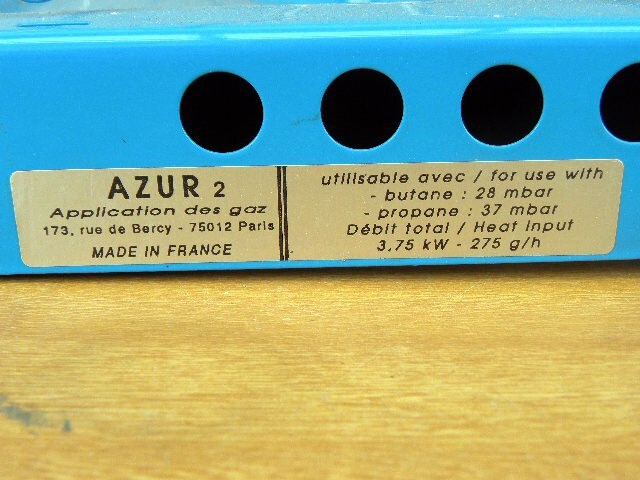 AZUR 2
Application des gaz
173, rue de Bercy - 75012 Paris
MADE IN FRANCE
utilisable avec / for use with
- butane : 28 mbar
- propane : 37 mbar
Débit total / Heat input
3.75 kW - 275 g/h